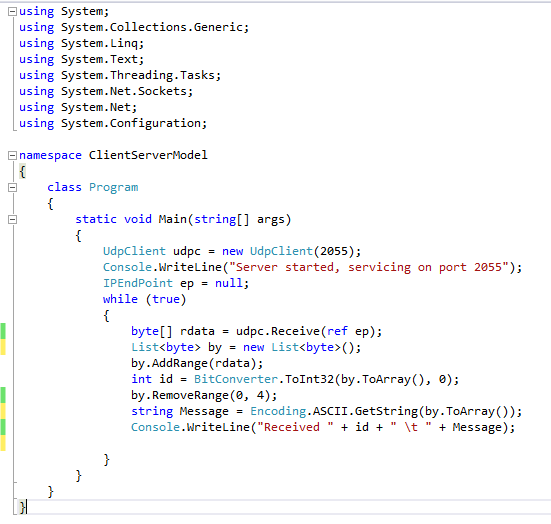 using System;
using System.Collections.Generic;
using System.Linq;
using System.Text;
using System.Threading.Tasks;
using System.Net.Sockets;
using System.Net;
using System.Configuration;

namespace ClientServerModel
{
    class Program
    {
        static void Main(string[] args)
        {
            UdpClient udpc = new UdpClient(2055);
            Console.WriteLine("Server started, servicing on port 2055");
            IPEndPoint ep = null;
            while (true)
            {
                byte[] rdata = udpc.Receive(ref ep);
                List<byte> by = new List<byte>();
                by.AddRange(rdata);
                int id = BitConverter.ToInt32(by.ToArray(), 0);
                by.RemoveRange(0, 4);
                string Message = Encoding.ASCII.GetString(by.ToArray());
                Console.WriteLine("Received " + id + " \t " + Message);

            }
        }
    }
}